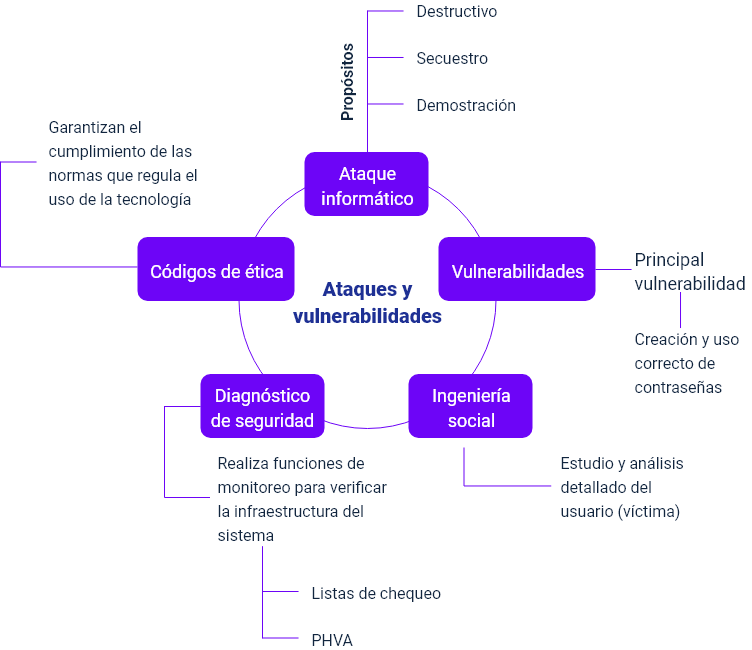 Destructivo
Propósitos
Secuestro
Demostración
Garantizan el
cumplimiento de las
normas que regula el
uso de la tecnología
Ataque
informático
Códigos de ética
Vulnerabilidades
Principal
vulnerabilidad
Ataques y
vulnerabilidades
Creación y uso
correcto de
contraseñas
Diagnóstico
de seguridad
Ingeniería
social
Realiza funciones de
monitoreo para verificar
la infraestructura del
sistema
Estudio y análisis
detallado del
usuario (víctima)
Listas de chequeo
PHVA